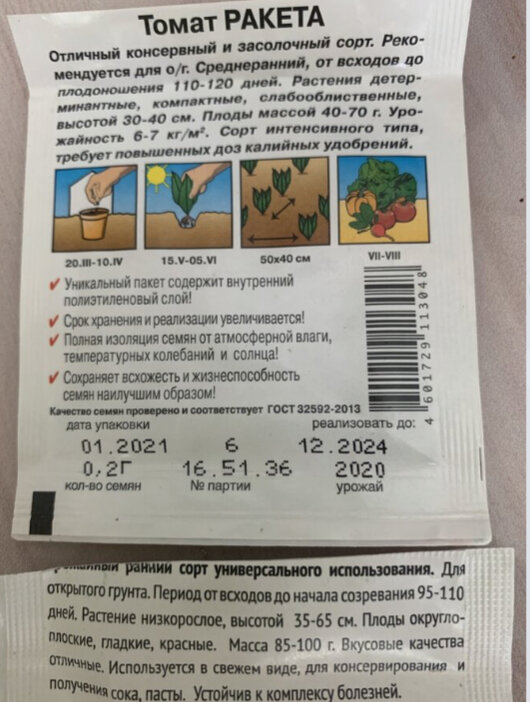 Томат РАКЕТА
Отличный консервный и засолочный сорт. Реко-
мендуется для о/г. Среднеранний, от всходов до
плодоношения 110-120 дней. Растения детер-
минантные, компактные, слабооблиственные,
высотой 30-40 см. Плоды массой 40-70 г. Уро-
жайность 6-7 кг/м². Сорт интенсивного типа,
требует повышенных доз калийных удобрений.
20.III-10.IV 15.V-05.VI 50х40 см VII-VIII
✔ Уникальный пакет содержит внутренний
полиэтиленовый слой!
✔ Срок хранения и реализации увеличивается!
✔ Полная изоляция семян от атмосферной влаги,
температурных колебаний и солнца!
✔ Сохраняет всхожесть и жизнеспособность
семян наилучшим образом!
4 601729 113048
Качество семян проверено и соответствует ГОСТ 32592-2013
дата упаковки реализовать до:
01.2021 6 12.2024
0,2Г 16.51.36 2020
кол-во семян № партии урожай
ранний сорт универсального использования. Для
открытого грунта. Период от всходов до начала созревания 95-110
дней. Растение низкорослое, высотой 35-65 см. Плоды округло-
плоские, гладкие, красные. Масса 85-100 г. Вкусовые качества
отличные. Используется в свежем виде, для консервирования и
получения сока, пасты. Устойчив к комплексу болезней.